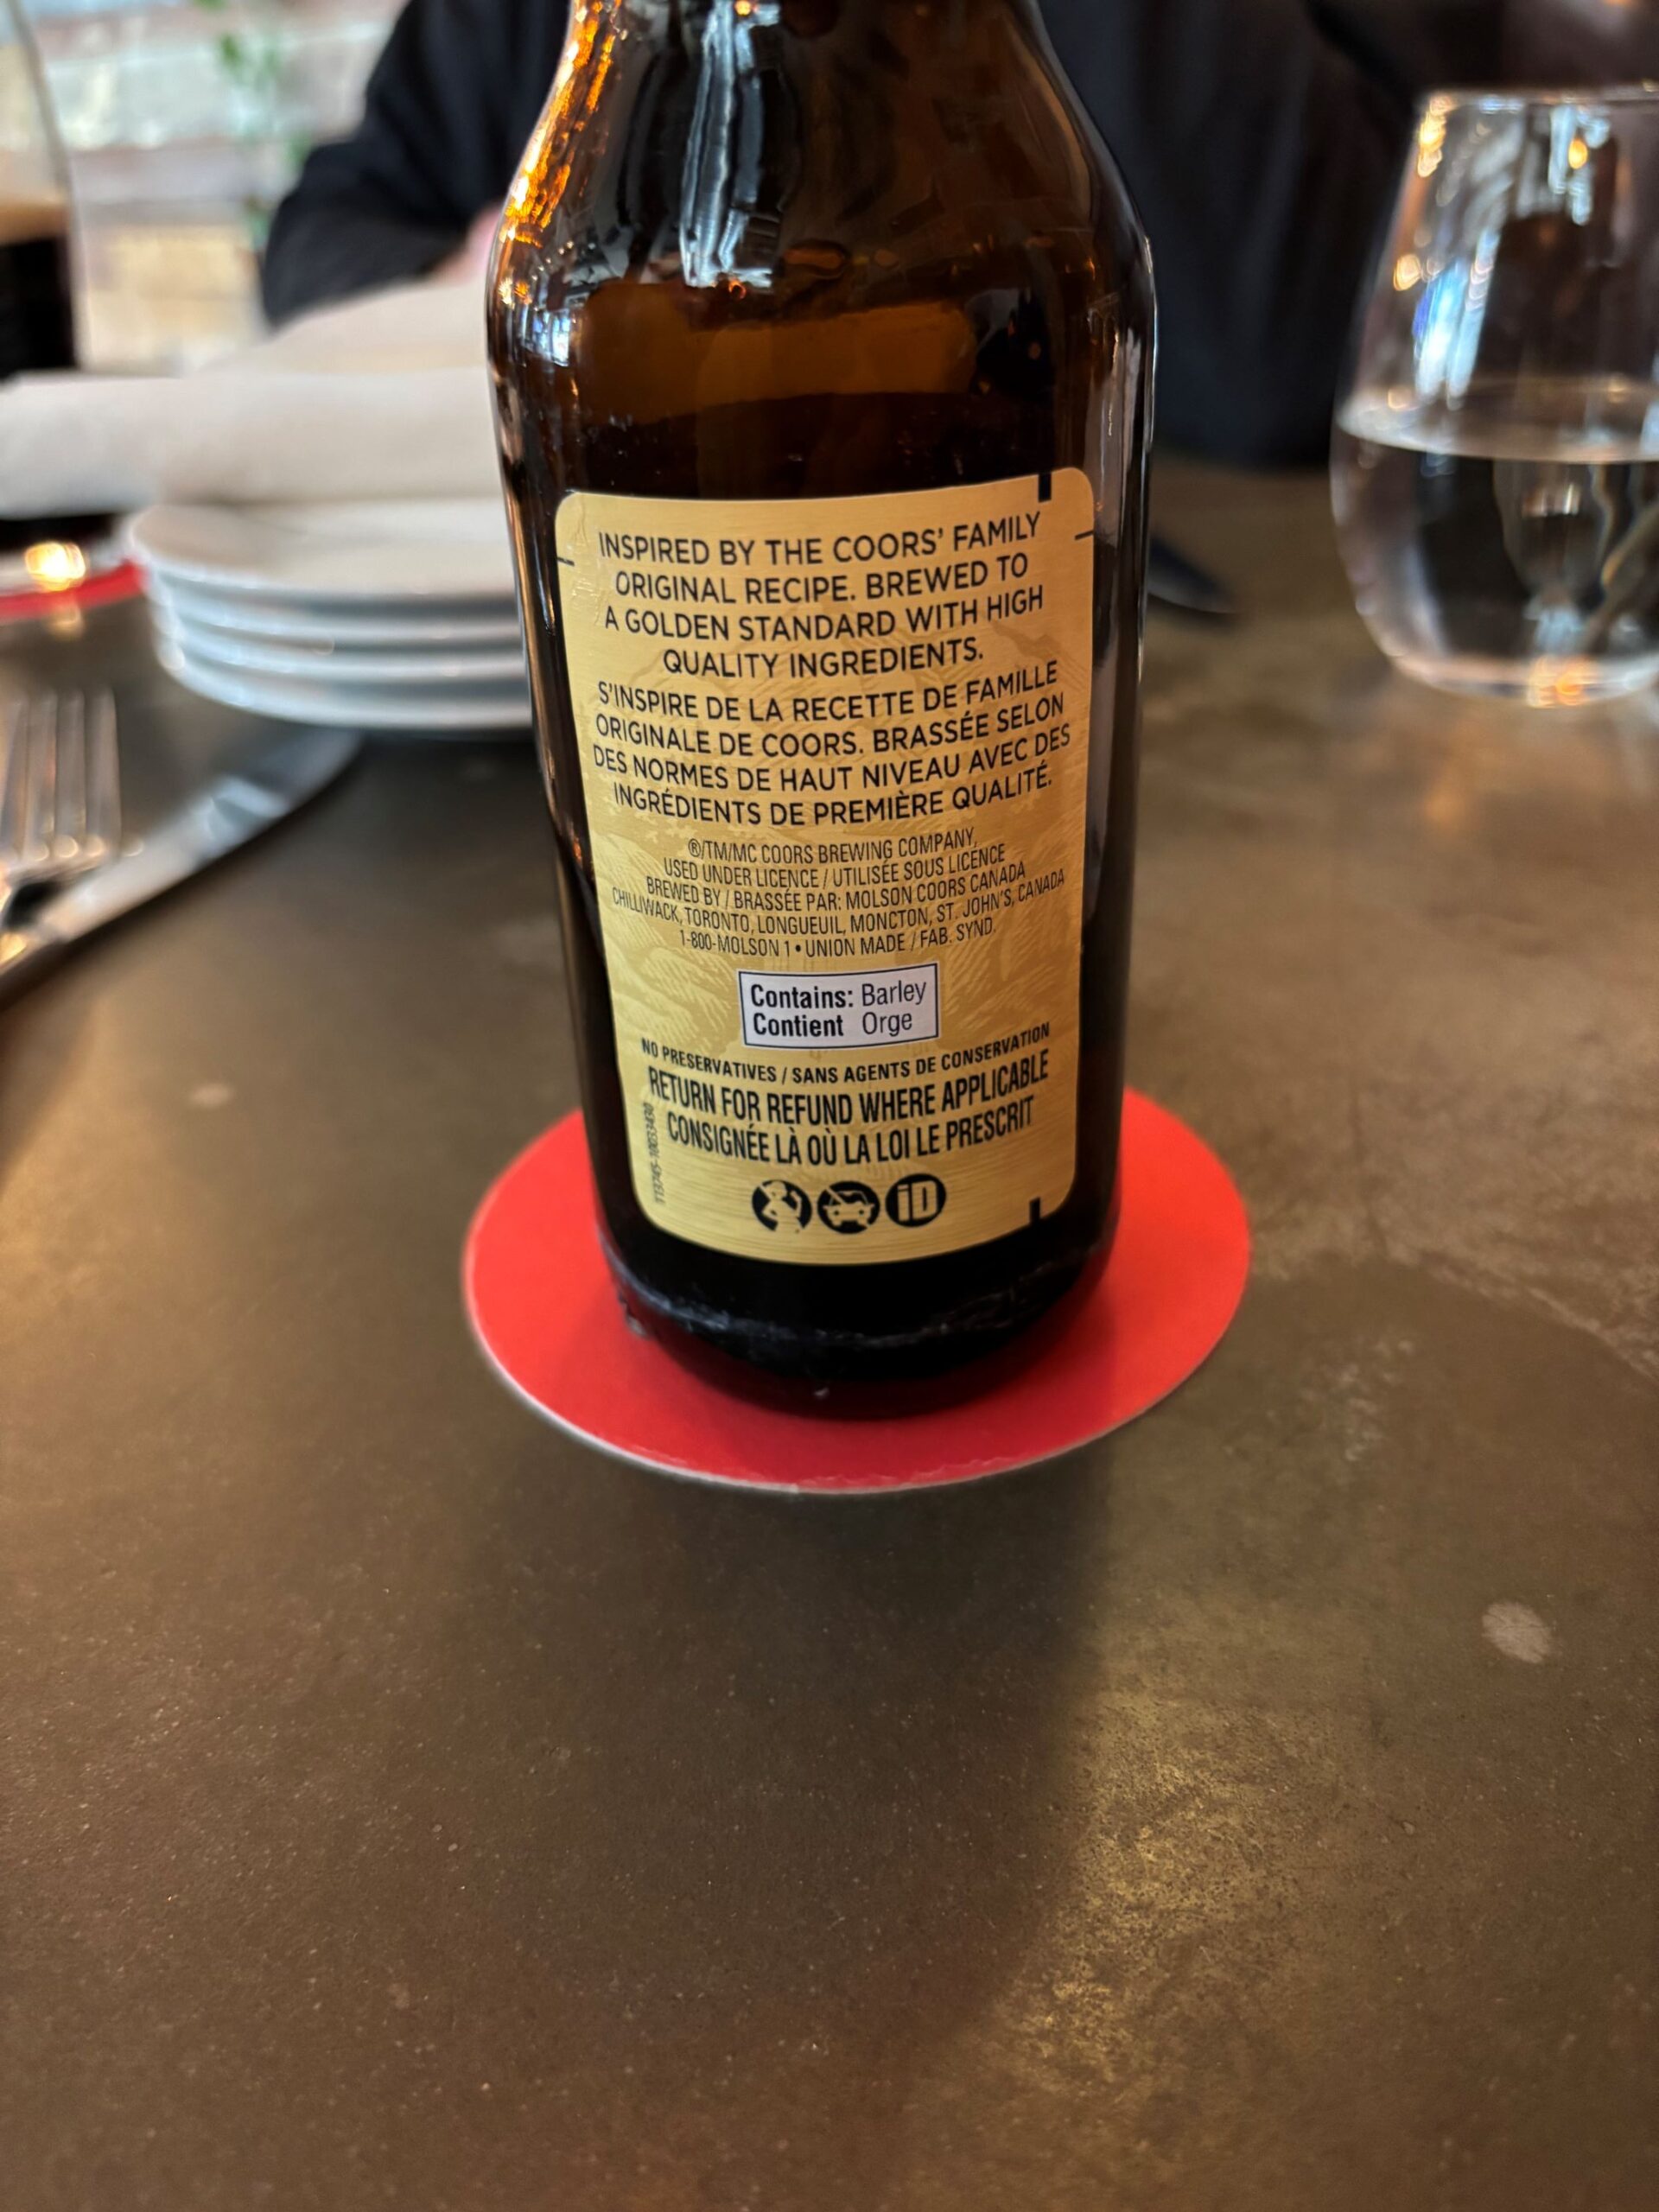 INSPIRED BY THE COORS' FAMILY
ORIGINAL RECIPE. BREWED TO
A GOLDEN STANDARD WITH HIGH
QUALITY INGREDIENTS.
S'INSPIRE DE LA RECETTE DE FAMILLE
ORIGINALE DE COORS. BRASSÉE SELON
DES NORMES DE HAUT NIVEAU AVEC DES
INGRÉDIENTS DE PREMIÈRE QUALITÉ.
®/TM/MC COORS BREWING COMPANY,
USED UNDER LICENCE / UTILISÉE SOUS LICENCE
BREWED BY / BRASSÉE PAR: MOLSON COORS CANADA
CHILLIWACK, TORONTO, LONGUEUIL, MONCTON, ST. JOHN'S, CANADA
1-800-MOLSON 1 • UNION MADE / FAB. SYND.
Contains: Barley
Contient Orge
NO PRESERVATIVES / SANS AGENTS DE CONSERVATION
RETURN FOR REFUND WHERE APPLICABLE
CONSIGNÉE LÀ OÙ LA LOI LE PRESCRIT
iD